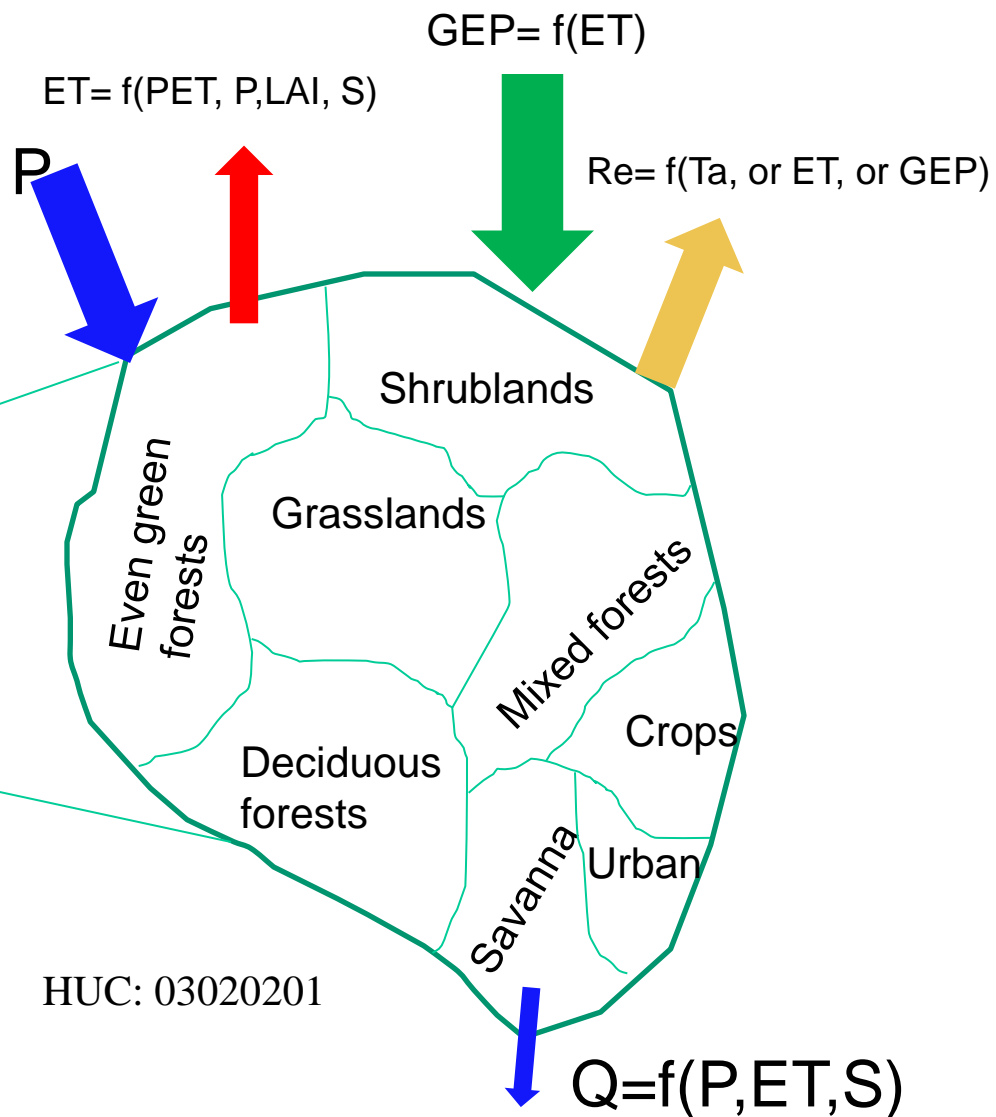 GEP= f(ET)
ET= f(PET, P,LAI, S)
P
Re= f(Ta, or ET, or GEP)
Shrublands
Grasslands
Even green
forests
Mixed forests
Crops
Deciduous
forests
Urban
Savanna
HUC: 03020201
Q=f(P,ET,S)